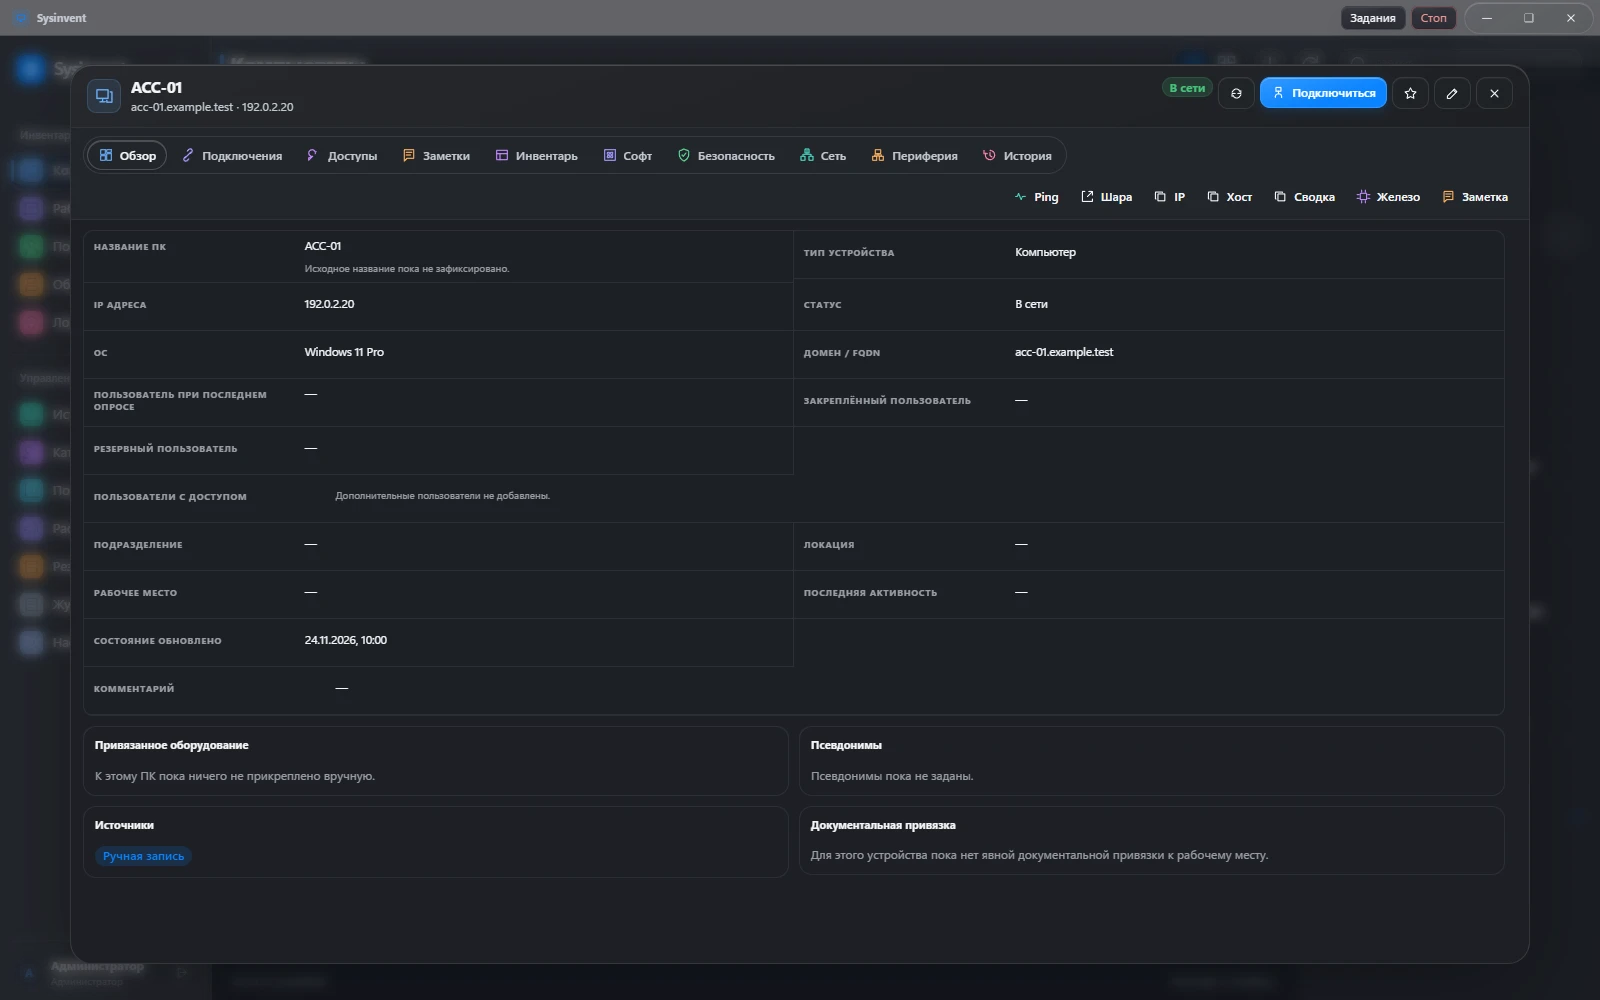 Sysinvent
Задания
Стоп
ACC-01
acc-01.example.test · 192.0.2.20
В сети
Подключиться
Обзор
Подключения
Доступы
Заметки
Инвентарь
Софт
Безопасность
Сеть
Периферия
История
Ping
Шара
IP
Хост
Сводка
Железо
Заметка
НАЗВАНИЕ ПК
ACC-01
Исходное название пока не зафиксировано.
ТИП УСТРОЙСТВА
Компьютер
IP АДРЕСА
192.0.2.20
СТАТУС
В сети
ОС
Windows 11 Pro
ДОМЕН / FQDN
acc-01.example.test
ПОЛЬЗОВАТЕЛЬ ПРИ ПОСЛЕДНЕМ
ОПРОСЕ
—
ЗАКРЕПЛЁННЫЙ ПОЛЬЗОВАТЕЛЬ
—
РЕЗЕРВНЫЙ ПОЛЬЗОВАТЕЛЬ
—
ПОЛЬЗОВАТЕЛИ С ДОСТУПОМ
Дополнительные пользователи не добавлены.
ПОДРАЗДЕЛЕНИЕ
—
ЛОКАЦИЯ
—
РАБОЧЕЕ МЕСТО
—
ПОСЛЕДНЯЯ АКТИВНОСТЬ
—
СОСТОЯНИЕ ОБНОВЛЕНО
24.11.2026, 10:00
КОММЕНТАРИЙ
—
Привязанное оборудование
К этому ПК пока ничего не прикреплено вручную.
Псевдонимы
Псевдонимы пока не заданы.
Источники
Ручная запись
Документальная привязка
Для этого устройства пока нет явной документальной привязки к рабочему месту.
Администратор
Администратор